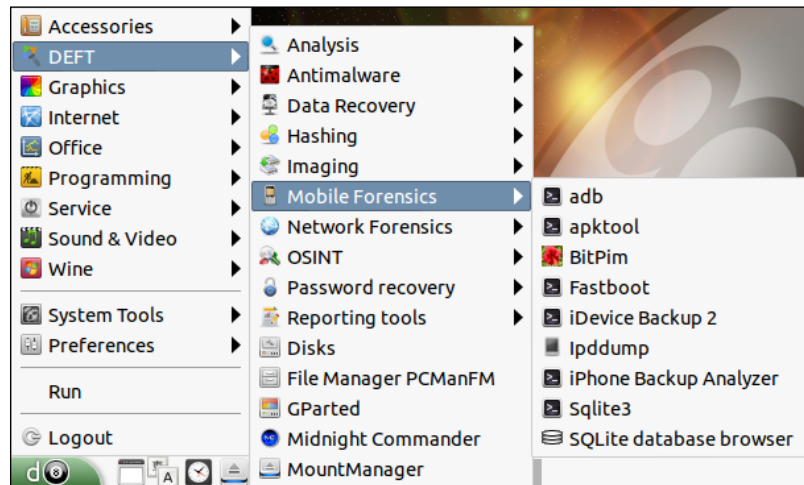 Accessories
DEFT
Graphics
Internet
Office
Programming
Service
Sound & Video
Wine
System Tools
Preferences
Run
Logout
Analysis
Antimalware
Data Recovery
Hashing
Imaging
Mobile Forensics
Network Forensics
OSINT
Password recovery
Reporting tools
Disks
File Manager PCManFM
GParted
Midnight Commander
MountManager
adb
apktool
BitPim
Fastboot
iDevice Backup 2
Ipddump
iPhone Backup Analyzer
Sqlite3
SQLite database browser
d8
A